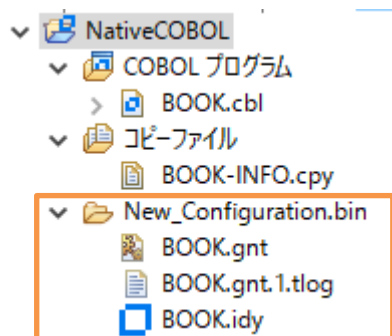 NativeCOBOL
COBOL プログラム
BOOK.cbl
コピーファイル
BOOK-INFO.cpy
New_Configuration.bin
BOOK.gnt
BOOK.gnt.1.tlog
BOOK.idy